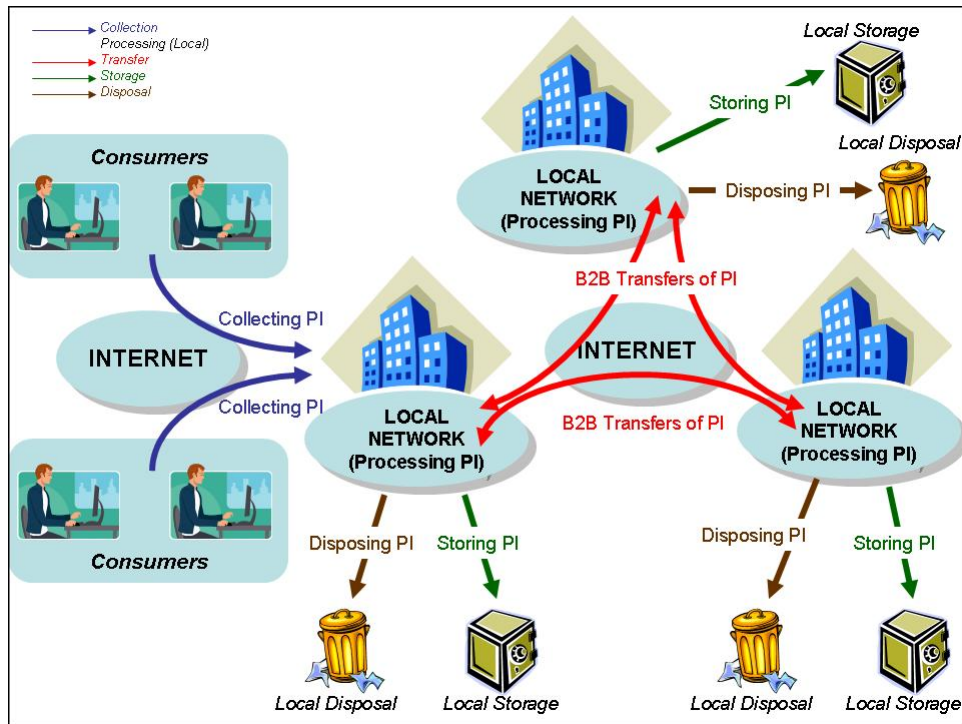 Collection
Processing (Local)
Transfer
Storage
Disposal
Consumers
Local Storage
Storing PI
Local Disposal
LOCAL
NETWORK
(Processing PI)
Disposing PI
B2B Transfers of PI
Collecting PI
INTERNET
INTERNET
Collecting PI
LOCAL
NETWORK
(Processing PI)
B2B Transfers of PI
LOCAL
NETWORK
(Processing PI)
Consumers
Disposing PI
Storing PI
Disposing PI
Storing PI
Local Disposal
Local Storage
Local Disposal
Local Storage